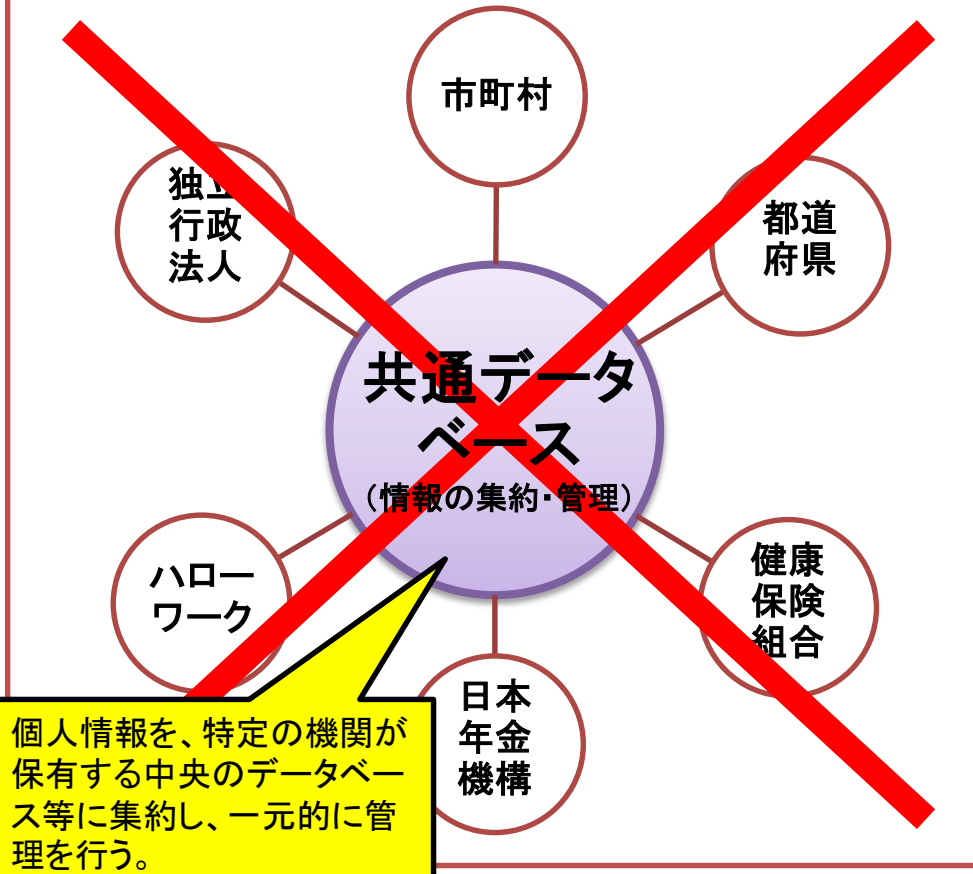 市町村
独立
行政
法人
都道
府県
共通データ
ベース
（情報の集約・管理）
ハロー
ワーク
健康
保険
組合
日本
年金
機構
個人情報を、特定の機関が
保有する中央のデータベー
ス等に集約し、一元的に管
理を行う。